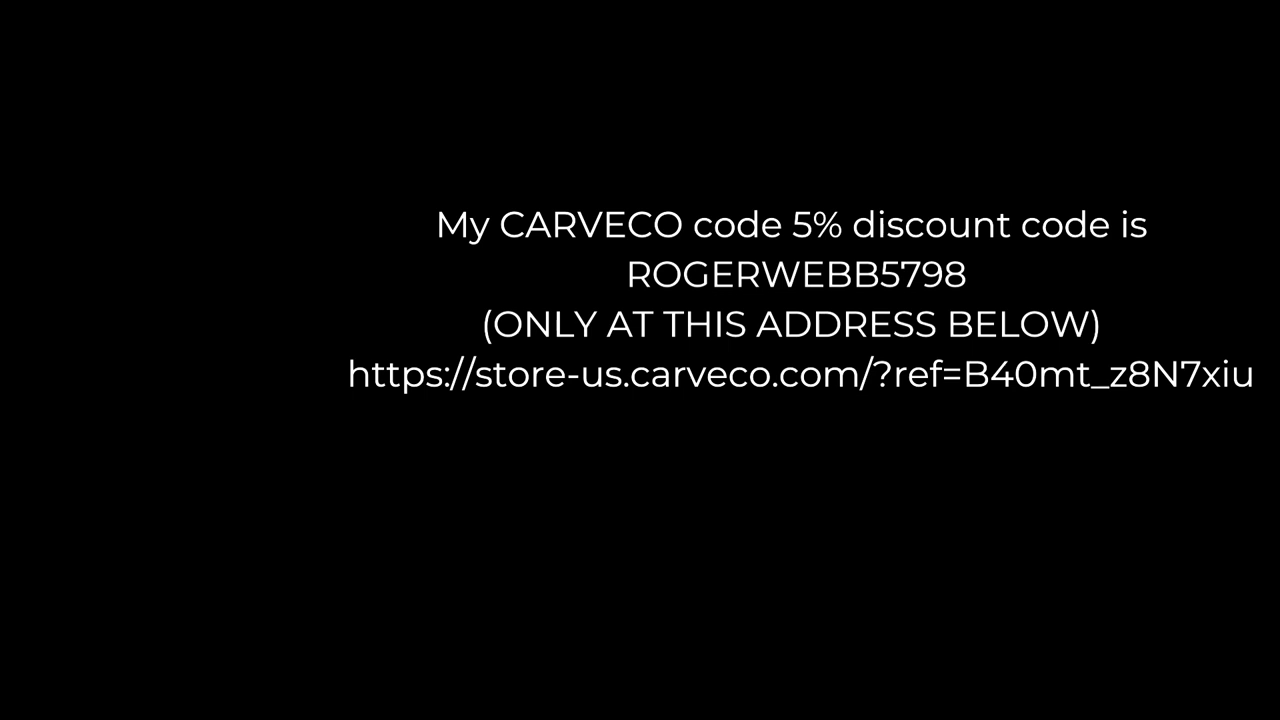 My CARVECO code 5% discount code is
ROGERWEBB5798
(ONLY AT THIS ADDRESS BELOW)
https://store-us.carveco.com/?ref=B40mt_z8N7xiu